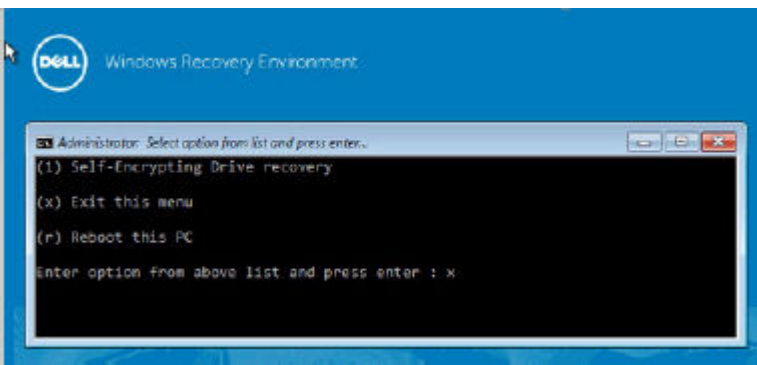 DELL
Windows Recovery Environment
Administrator: Select option from list and press enter..
(1) Self-Encrypting Drive recovery
(x) Exit this menu
(r) Reboot this PC
Enter option from above list and press enter : x